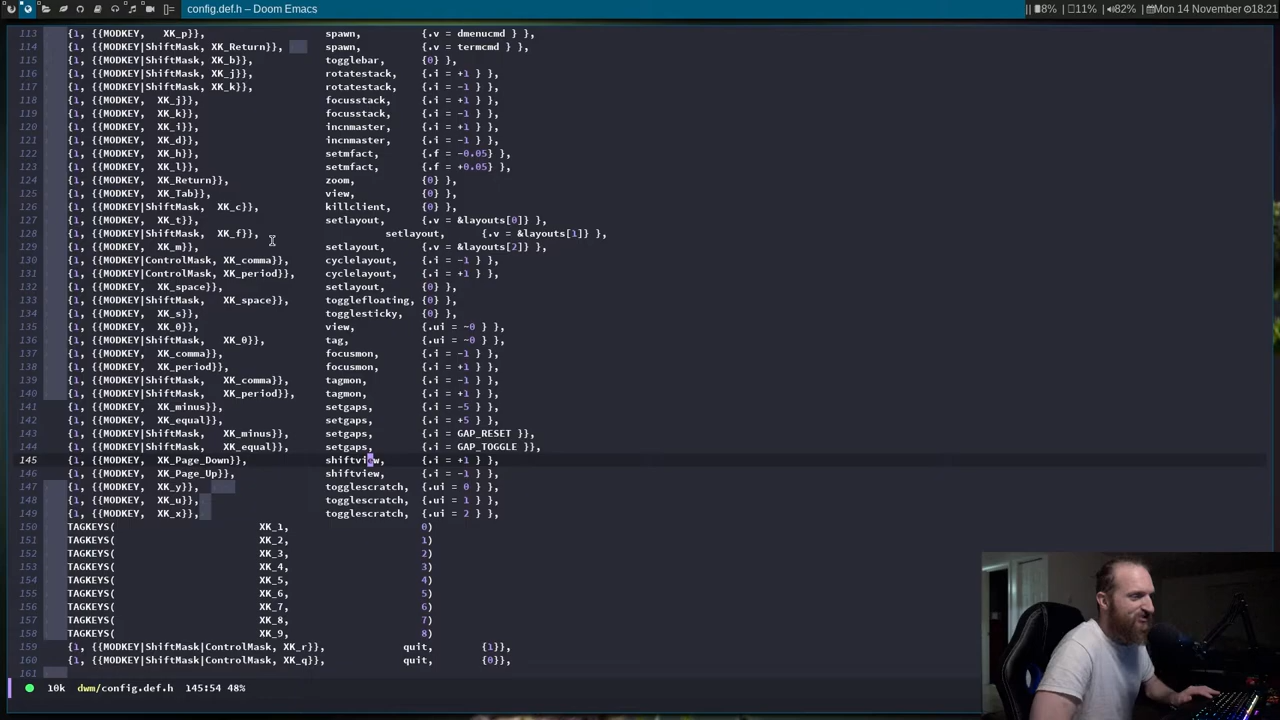 config.def.h – Doom Emacs 8% 11% 82% Mon 14 November 18:21
113 {1, {{MODKEY, XK_p}}, spawn, {.v = dmenucmd } },
114 {1, {{MODKEY|ShiftMask, XK_Return}}, spawn, {.v = termcmd } },
115 {1, {{MODKEY|ShiftMask, XK_b}}, togglebar, {0} },
116 {1, {{MODKEY|ShiftMask, XK_j}}, rotatestack, {.i = +1 } },
117 {1, {{MODKEY|ShiftMask, XK_k}}, rotatestack, {.i = -1 } },
118 {1, {{MODKEY, XK_j}}, focusstack, {.i = +1 } },
119 {1, {{MODKEY, XK_k}}, focusstack, {.i = -1 } },
120 {1, {{MODKEY, XK_i}}, incnmaster, {.i = +1 } },
121 {1, {{MODKEY, XK_d}}, incnmaster, {.i = -1 } },
122 {1, {{MODKEY, XK_h}}, setmfact, {.f = -0.05} },
123 {1, {{MODKEY, XK_l}}, setmfact, {.f = +0.05} },
124 {1, {{MODKEY, XK_Return}}, zoom, {0} },
125 {1, {{MODKEY, XK_Tab}}, view, {0} },
126 {1, {{MODKEY|ShiftMask, XK_c}}, killclient, {0} },
127 {1, {{MODKEY, XK_t}}, setlayout, {.v = &layouts[0]} },
128 {1, {{MODKEY|ShiftMask, XK_f}}, setlayout, {.v = &layouts[1]} },
129 {1, {{MODKEY, XK_m}}, setlayout, {.v = &layouts[2]} },
130 {1, {{MODKEY|ControlMask, XK_comma}}, cyclelayout, {.i = -1 } },
131 {1, {{MODKEY|ControlMask, XK_period}}, cyclelayout, {.i = +1 } },
132 {1, {{MODKEY, XK_space}}, setlayout, {0} },
133 {1, {{MODKEY|ShiftMask, XK_space}}, togglefloating, {0} },
134 {1, {{MODKEY, XK_s}}, togglesticky, {0} },
135 {1, {{MODKEY, XK_0}}, view, {.ui = ~0 } },
136 {1, {{MODKEY|ShiftMask, XK_0}}, tag, {.ui = ~0 } },
137 {1, {{MODKEY, XK_comma}}, focusmon, {.i = -1 } },
138 {1, {{MODKEY, XK_period}}, focusmon, {.i = +1 } },
139 {1, {{MODKEY|ShiftMask, XK_comma}}, tagmon, {.i = -1 } },
140 {1, {{MODKEY|ShiftMask, XK_period}}, tagmon, {.i = +1 } },
141 {1, {{MODKEY, XK_minus}}, setgaps, {.i = -5 } },
142 {1, {{MODKEY, XK_equal}}, setgaps, {.i = +5 } },
143 {1, {{MODKEY|ShiftMask, XK_minus}}, setgaps, {.i = GAP_RESET }},
144 {1, {{MODKEY|ShiftMask, XK_equal}}, setgaps, {.i = GAP_TOGGLE }},
145 {1, {{MODKEY, XK_Page_Down}}, shiftview, {.i = +1 } },
146 {1, {{MODKEY, XK_Page_Up}}, shiftview, {.i = -1 } },
147 {1, {{MODKEY, XK_y}}, togglescratch, {.ui = 0 } },
148 {1, {{MODKEY, XK_u}}, togglescratch, {.ui = 1 } },
149 {1, {{MODKEY, XK_x}}, togglescratch, {.ui = 2 } },
150 TAGKEYS( XK_1, 0)
151 TAGKEYS( XK_2, 1)
152 TAGKEYS( XK_3, 2)
153 TAGKEYS( XK_4, 3)
154 TAGKEYS( XK_5, 4)
155 TAGKEYS( XK_6, 5)
156 TAGKEYS( XK_7, 6)
157 TAGKEYS( XK_8, 7)
158 TAGKEYS( XK_9, 8)
159 {1, {{MODKEY|ShiftMask|ControlMask, XK_r}}, quit, {1}},
160 {1, {{MODKEY|ShiftMask|ControlMask, XK_q}}, quit, {0}},
161
10k dwm/config.def.h 145:54 48%